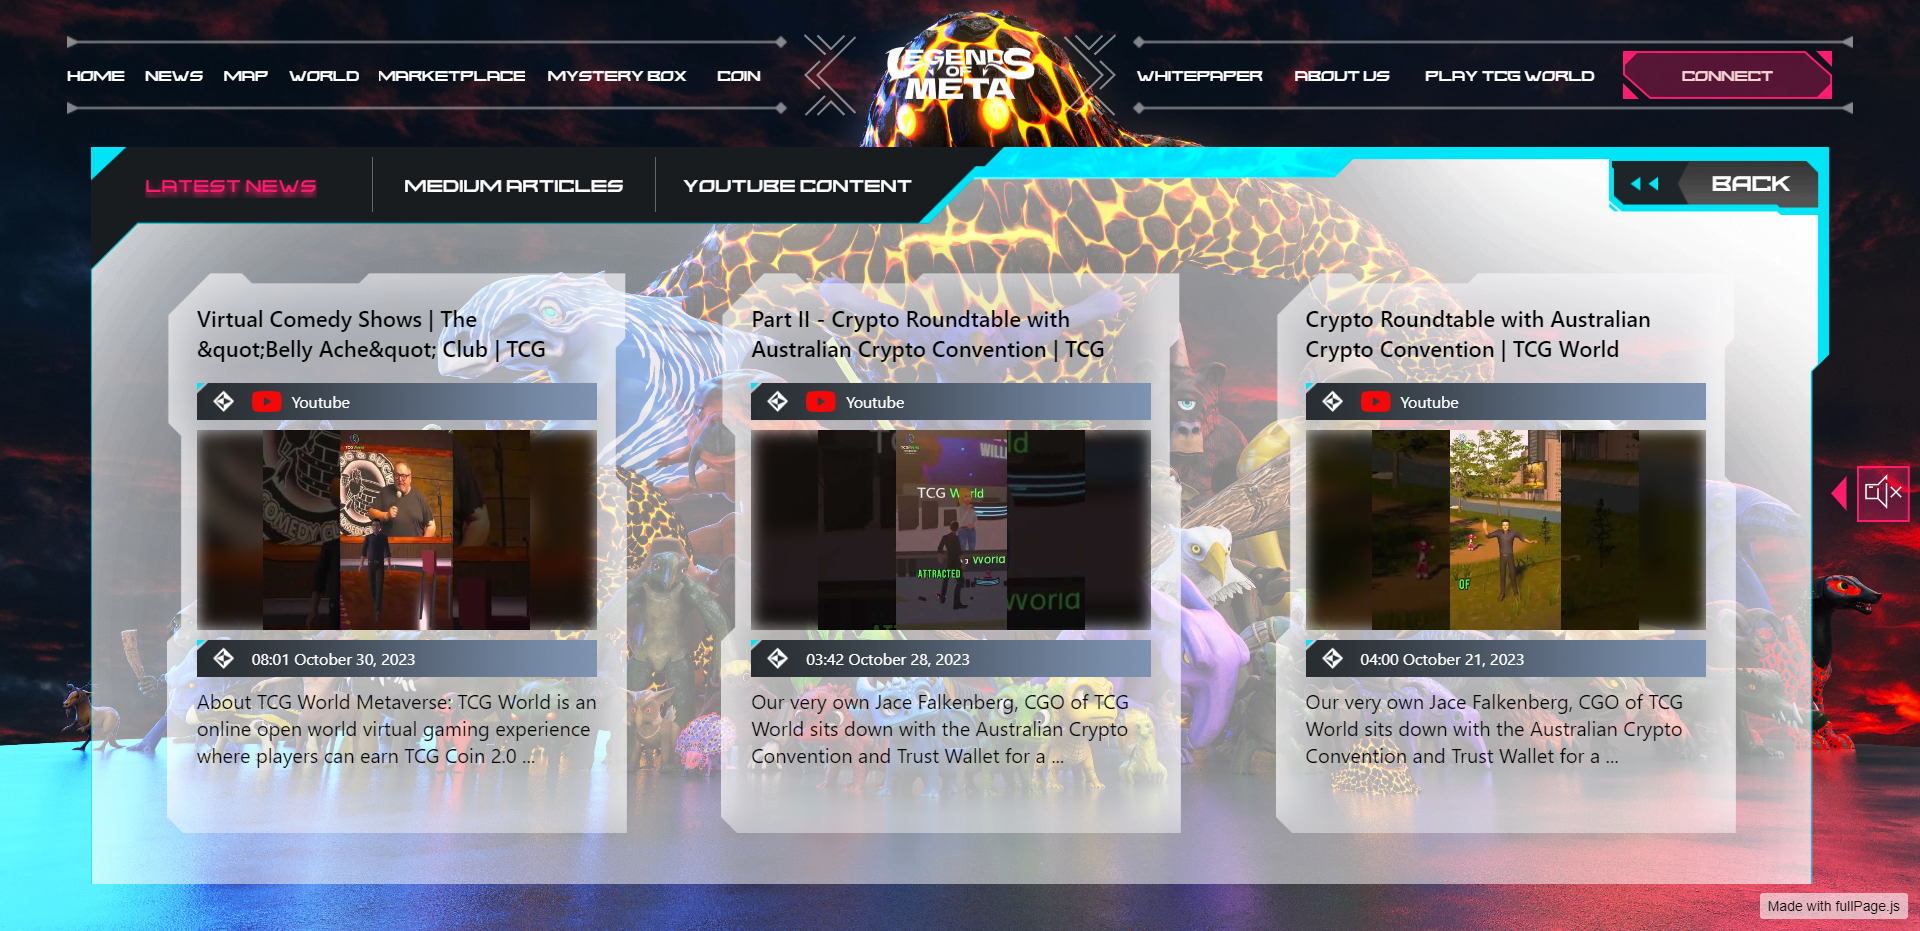 HOME NEWS MAP WORLD MARKETPLACE MYSTERY BOX COIN
LEGENDS
OF
META
WHITEPAPER ABOUT US PLAY TCG WORLD CONNECT
LATEST NEWS MEDIUM ARTICLES YOUTUBE CONTENT
BACK
Virtual Comedy Shows | The
&quot;Belly Ache&quot; Club | TCG
Youtube
08:01 October 30, 2023
About TCG World Metaverse: TCG World is an
online open world virtual gaming experience
where players can earn TCG Coin 2.0 ...
Part II - Crypto Roundtable with
Australian Crypto Convention | TCG
Youtube
TCG World
World
ATTRACTED
World
03:42 October 28, 2023
Our very own Jace Falkenberg, CGO of TCG
World sits down with the Australian Crypto
Convention and Trust Wallet for a ...
Crypto Roundtable with Australian
Crypto Convention | TCG World
Youtube
OF
04:00 October 21, 2023
Our very own Jace Falkenberg, CGO of TCG
World sits down with the Australian Crypto
Convention and Trust Wallet for a ...
Made with fullPage.js